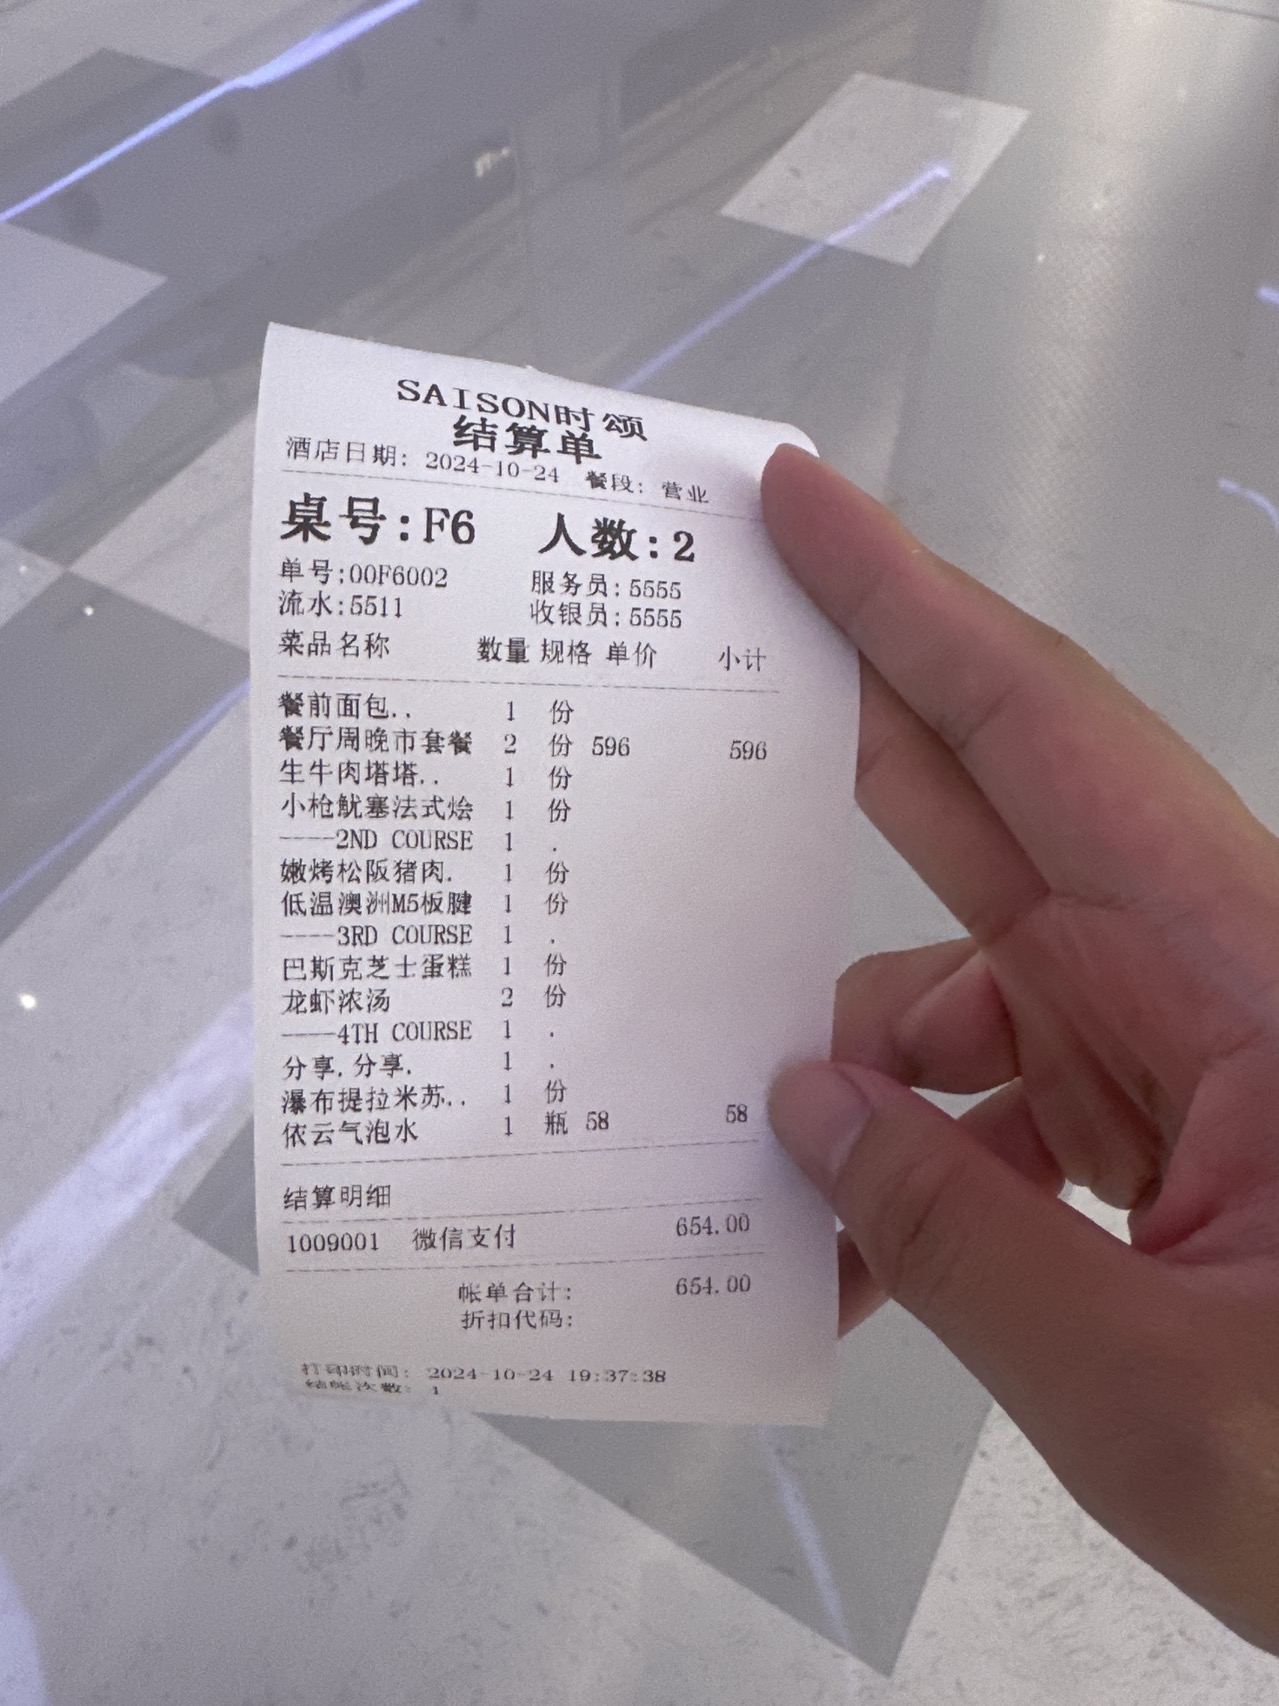 SAISON时颂
结算单
酒店日期: 2024-10-24 餐段: 营业
桌号:F6 人数:2
单号:00F6002 服务员:5555
流水:5511 收银员:5555
菜品名称 数量 规格 单价 小计
餐前面包.. 1 份
餐厅周晚市套餐 2 份 596 596
生牛肉塔塔.. 1 份
小枪鱿塞法式烩 1 份
----2ND COURSE 1 .
嫩烤松阪猪肉. 1 份
低温澳洲M5板腱 1 份
----3RD COURSE 1 .
巴斯克芝士蛋糕 1 份
龙虾浓汤 2 份
----4TH COURSE 1 .
分享,分享, 1 .
瀑布提拉米苏.. 1 份
依云气泡水 1 瓶 58 58
结算明细
1009001 微信支付 654.00
帐单合计: 654.00
折扣代码:
打印时间: 2024-10-24 19:37:38
结帐次数: 1